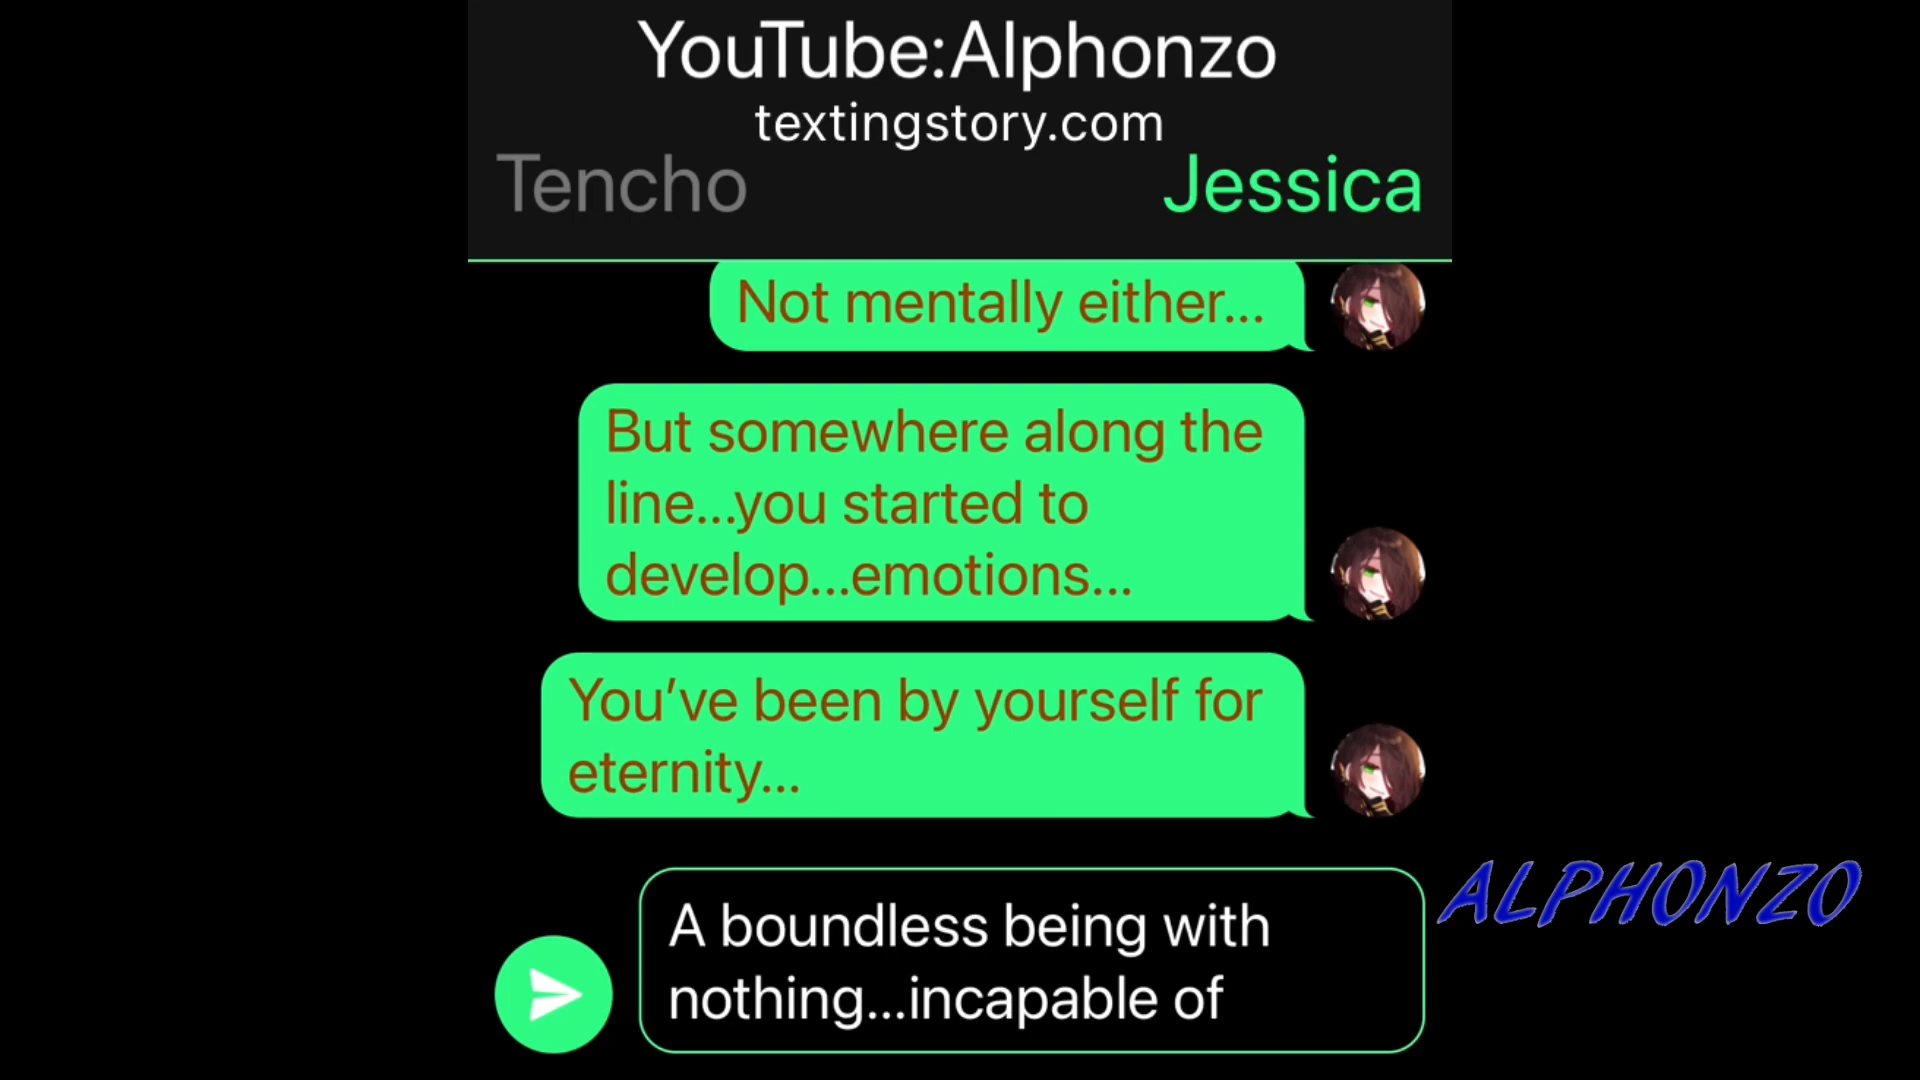 YouTube:Alphonzo
textingstory.com
Tencho
Jessica
Not mentally either...
But somewhere along the
line...you started to
develop...emotions...
You’ve been by yourself for
eternity...
A boundless being with
nothing...incapable of
ALPHONZO